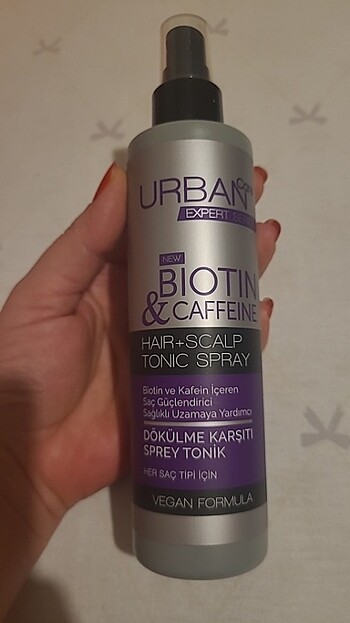 URBAN Care
EXPERT
NEW
BIOTIN
& CAFFEINE
HAIR+SCALP
TONIC SPRAY
Biotin ve Kafein İçeren
Saç Güçlendirici
Sağlıklı Uzamaya Yardımcı
DÖKÜLME KARŞITI
SPREY TONİK
HER SAÇ TİPİ İÇİN
VEGAN FORMULA